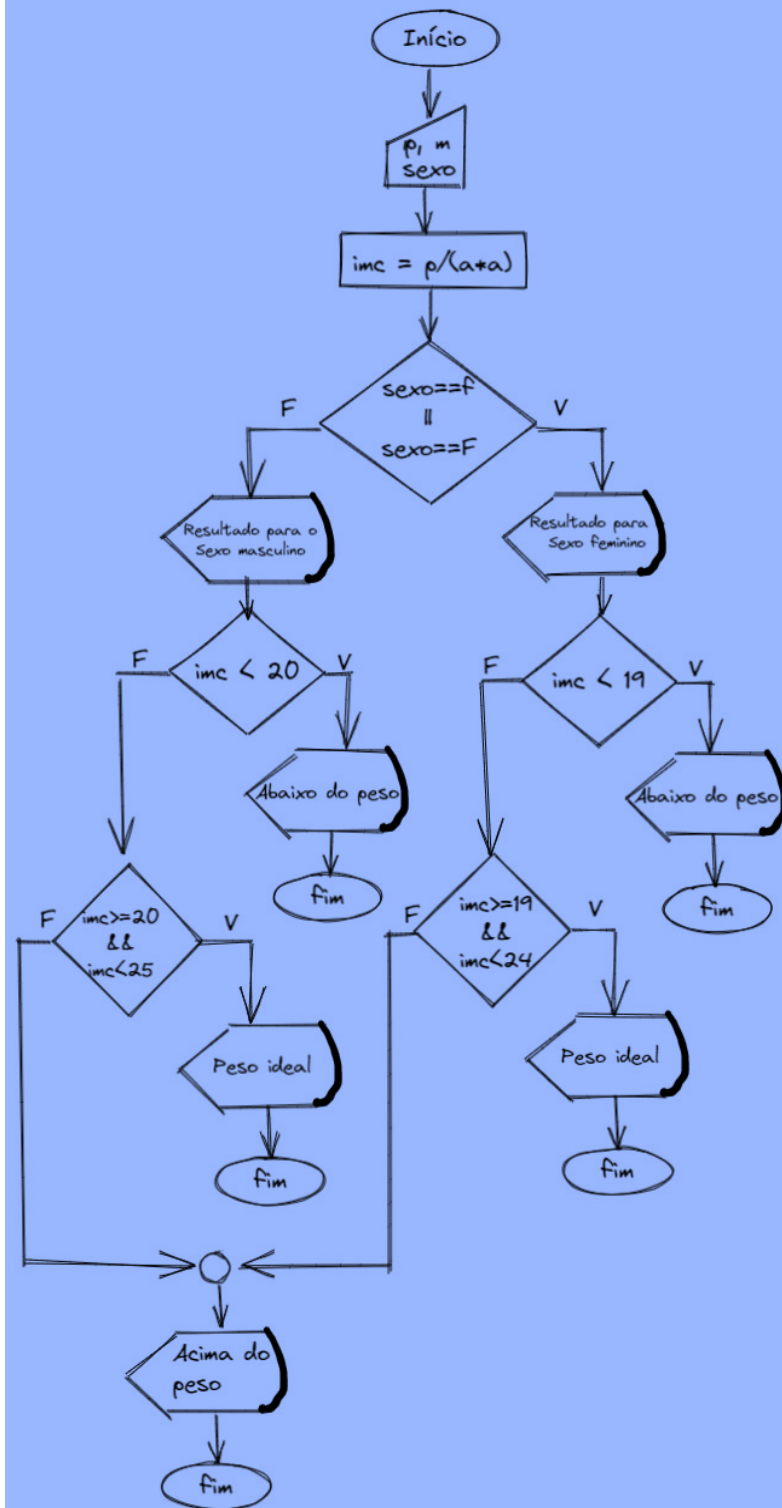 Início
p, m
sexo
imc = p/(a*a)
sexo==f
||
sexo==F
F
V
Resultado para o
Sexo masculino
Resultado para
Sexo feminino
imc < 20
F
V
imc < 19
F
V
Abaixo do peso
Abaixo do peso
fim
fim
imc>=20
&&
imc<25
F
V
imc>=19
&&
imc<24
F
V
Peso ideal
Peso ideal
fim
fim
Acima do
peso
fim